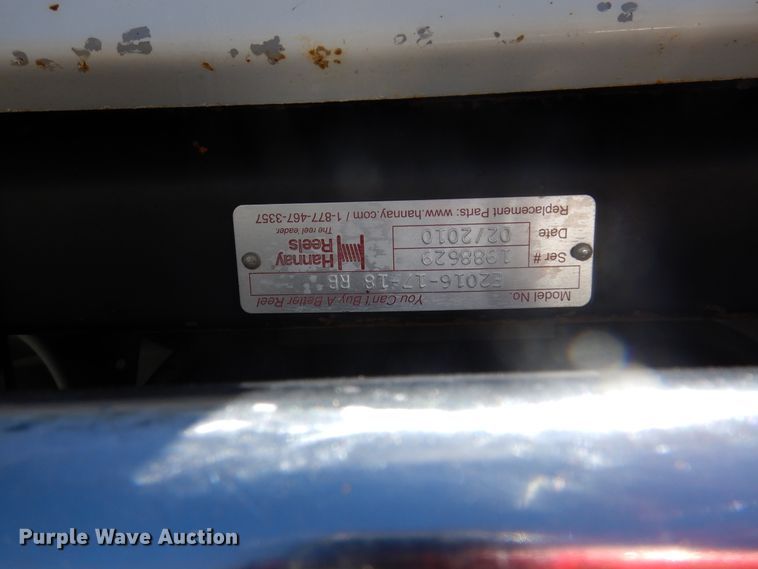 You Can't Buy A Better Reel
Model No. E2016-17-18 RB
Ser# 1988629
Date 02/2010
Hannay
Reels
The reel leader.
Replacement Parts: www.hannay.com / 1-877-467-3357
Purple Wave Auction